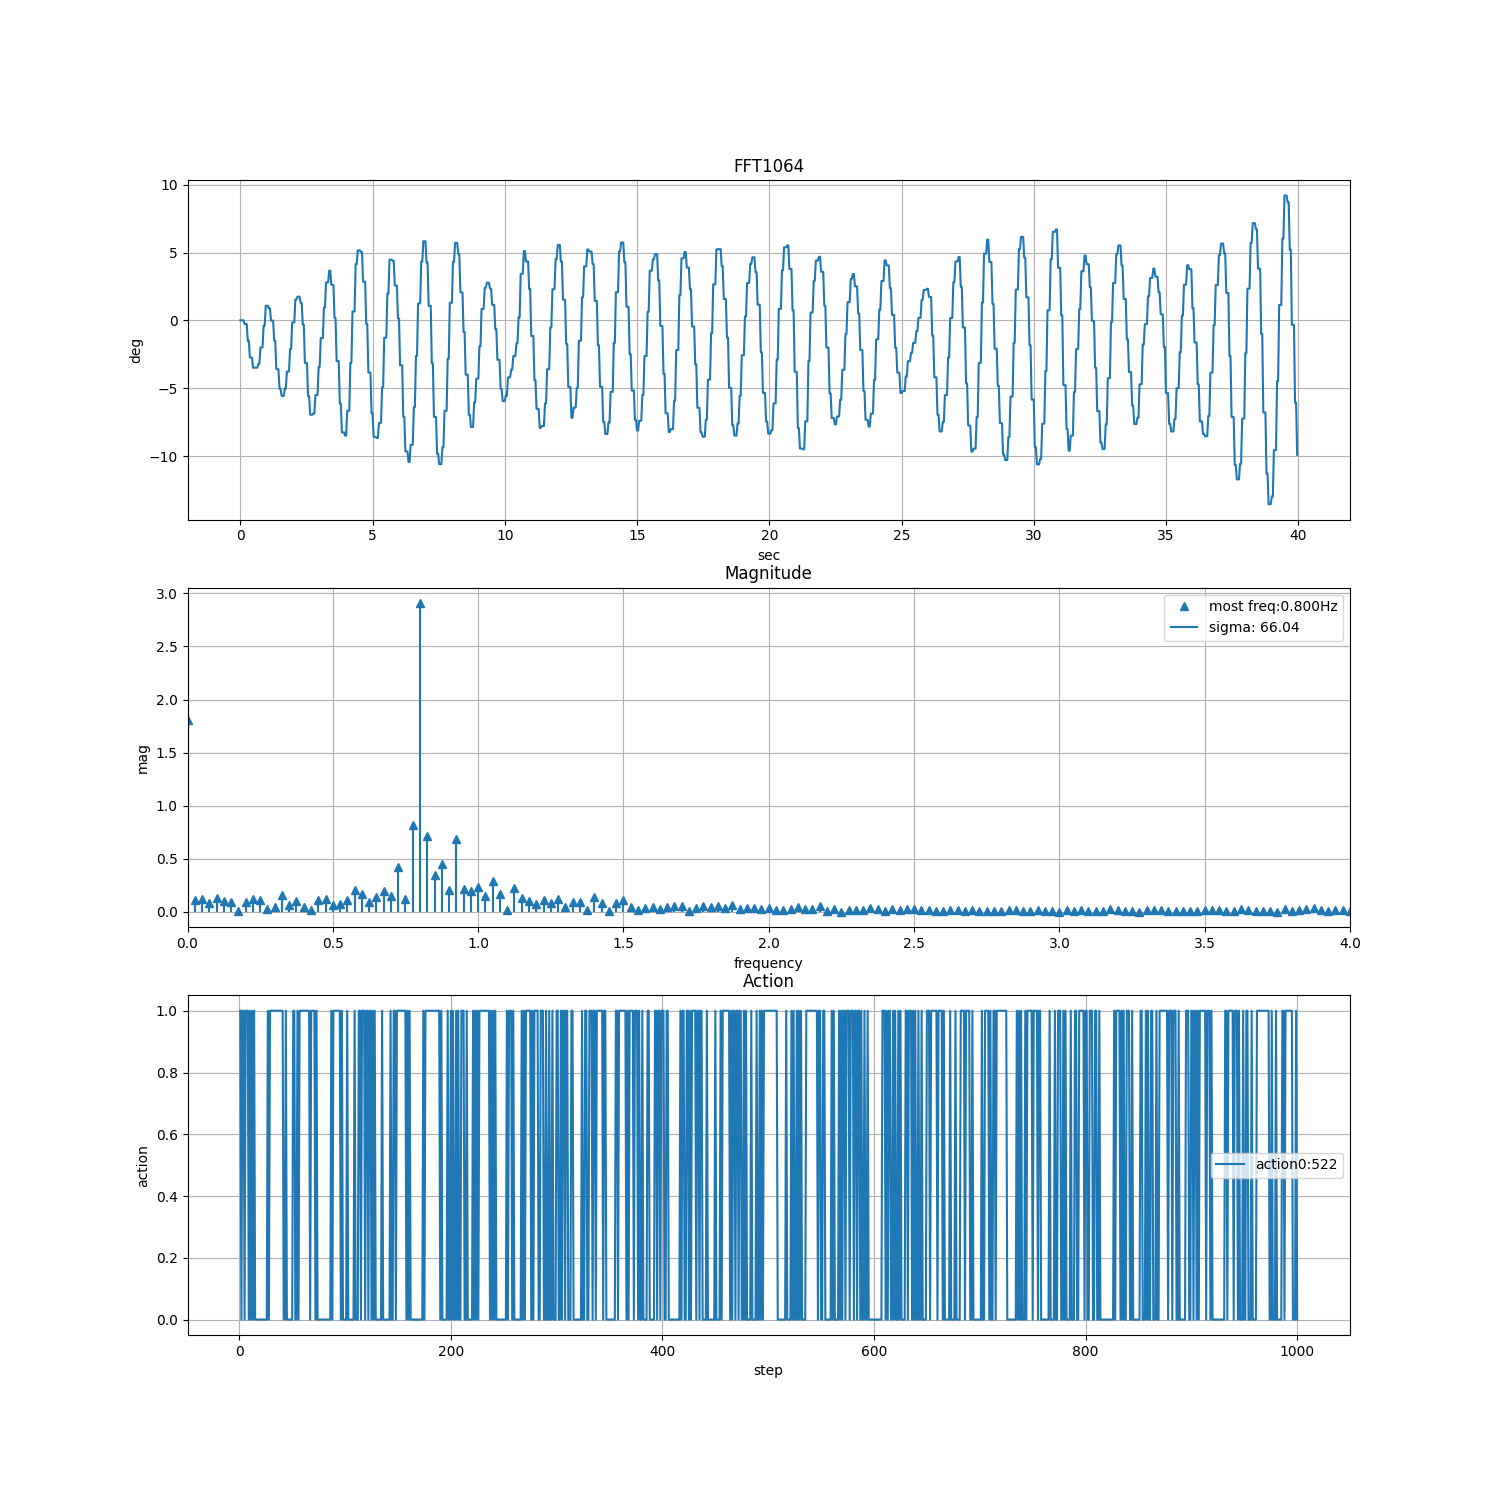 FFT1064
10
5
0
−5
−10
deg
0 5 10 15 20 25 30 35 40
sec
Magnitude
3.0
2.5
2.0
1.5
1.0
0.5
0.0
mag
most freq:0.800Hz
sigma: 66.04
0.0 0.5 1.0 1.5 2.0 2.5 3.0 3.5 4.0
frequency
Action
1.0
0.8
0.6
0.4
0.2
0.0
action
action0:522
0 200 400 600 800 1000
step